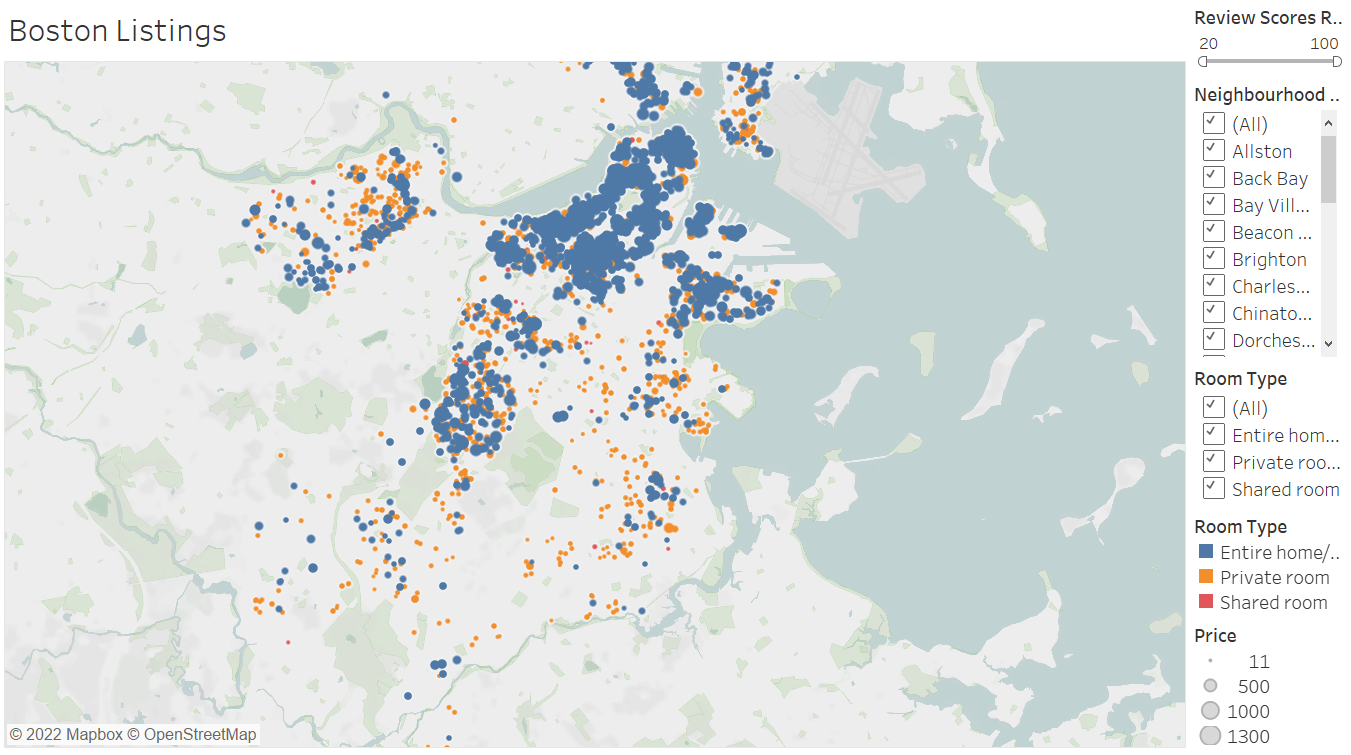 Boston Listings
Review Scores R..
20 100
Neighbourhood ..
(All)
Allston
Back Bay
Bay Vill...
Beacon ...
Brighton
Charles...
Chinato...
Dorches...
Room Type
(All)
Entire hom...
Private roo...
Shared room
Room Type
Entire home/..
Private room
Shared room
Price
11
500
1000
1300
© 2022 Mapbox © OpenStreetMap